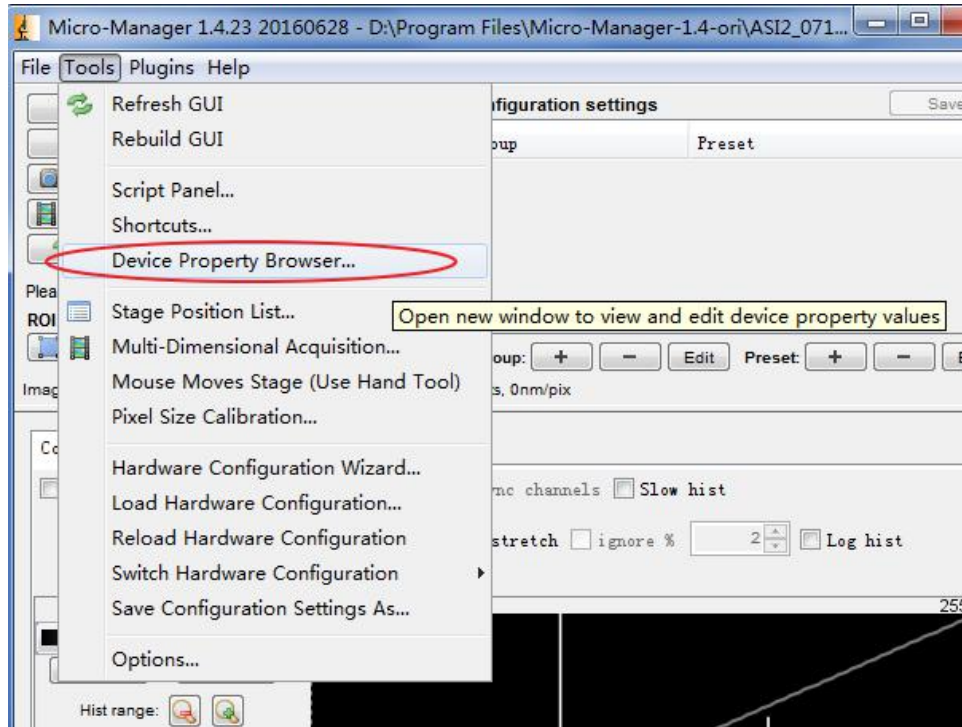 Micro-Manager 1.4.23 20160628 - D:\Program Files\Micro-Manager-1.4-ori\ASI2_071...
File Tools Plugins Help
Refresh GUI
Rebuild GUI
Script Panel...
Shortcuts...
Device Property Browser...
Stage Position List...
Multi-Dimensional Acquisition...
Mouse Moves Stage (Use Hand Tool)
Pixel Size Calibration...
Hardware Configuration Wizard...
Load Hardware Configuration...
Reload Hardware Configuration
Switch Hardware Configuration
Save Configuration Settings As...
Options...
figuration settings
Save
oup
Preset
Plea
ROI
Open new window to view and edit device property values
oup: + - Edit Preset: + -
Imag
s, 0nm/pix
Co
nc channels Slow hist
stretch ignore % 2 Log hist
255
Hist range: